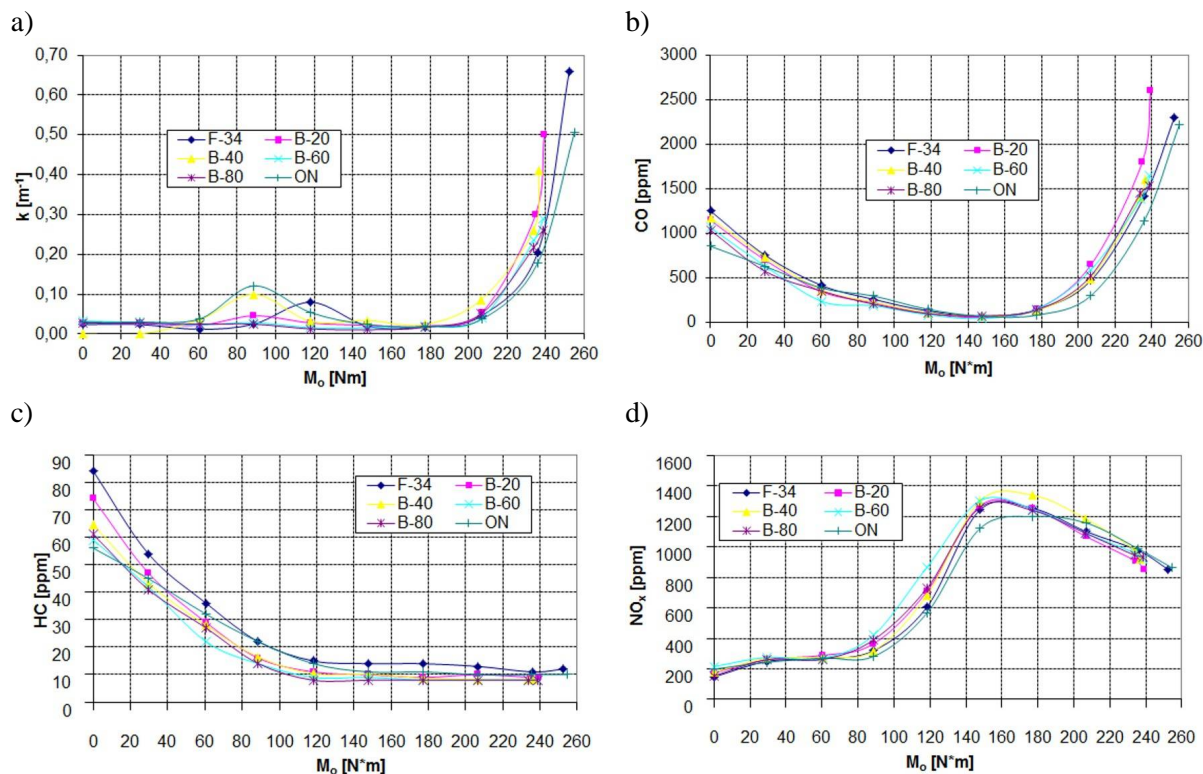 a)
0,70
0,60
0,50
0,40
0,30
0,20
0,10
0,00
k [m⁻¹]
F-34 B-20
B-40 B-60
B-80 ON
0 20 40 60 80 100 120 140 160 180 200 220 240 260
Mₒ [Nm]
b)
3000
2500
2000
1500
1000
500
0
CO [ppm]
F-34 B-20
B-40 B-60
B-80 ON
0 20 40 60 80 100 120 140 160 180 200 220 240 260
Mₒ [N*m]
c)
90
80
70
60
50
40
30
20
10
0
HC [ppm]
F-34 B-20
B-40 B-60
B-80 ON
0 20 40 60 80 100 120 140 160 180 200 220 240 260
Mₒ [N*m]
d)
1600
1400
1200
1000
800
600
400
200
0
NOₓ [ppm]
F-34 B-20
B-40 B-60
B-80 ON
0 20 40 60 80 100 120 140 160 180 200 220 240 260
Mₒ [N*m]